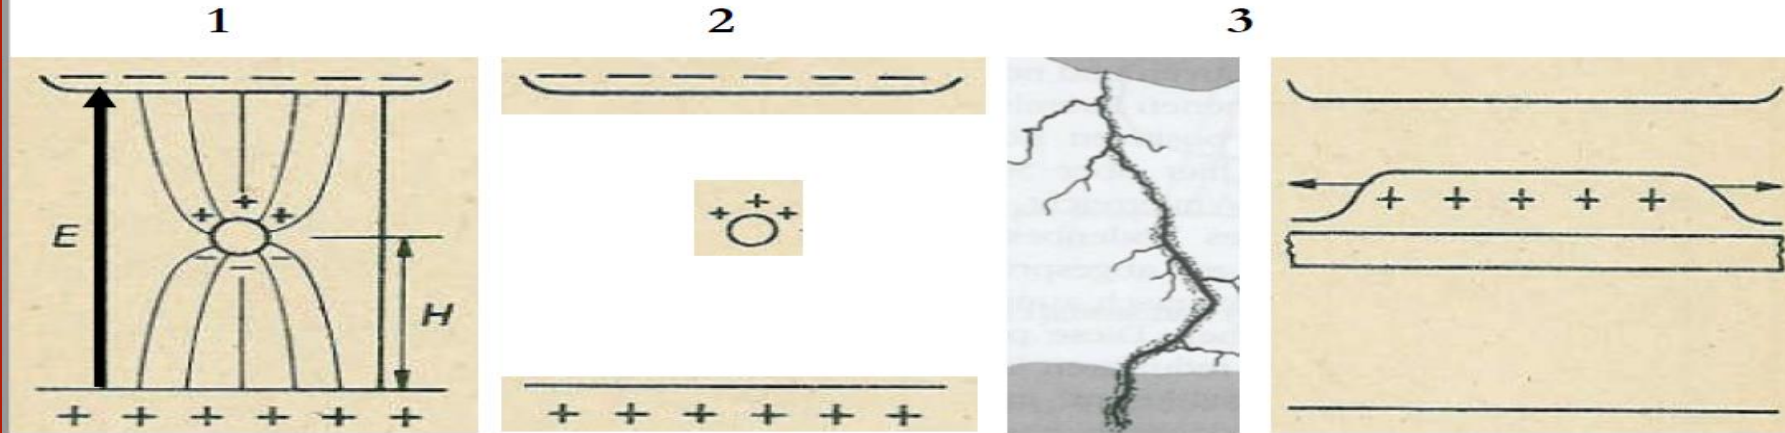 1 2 3
− − − − − − − − − − − −
+ + + + + +
E + + + + + + + +
− − −
H
+ + + + + + + + + + + +